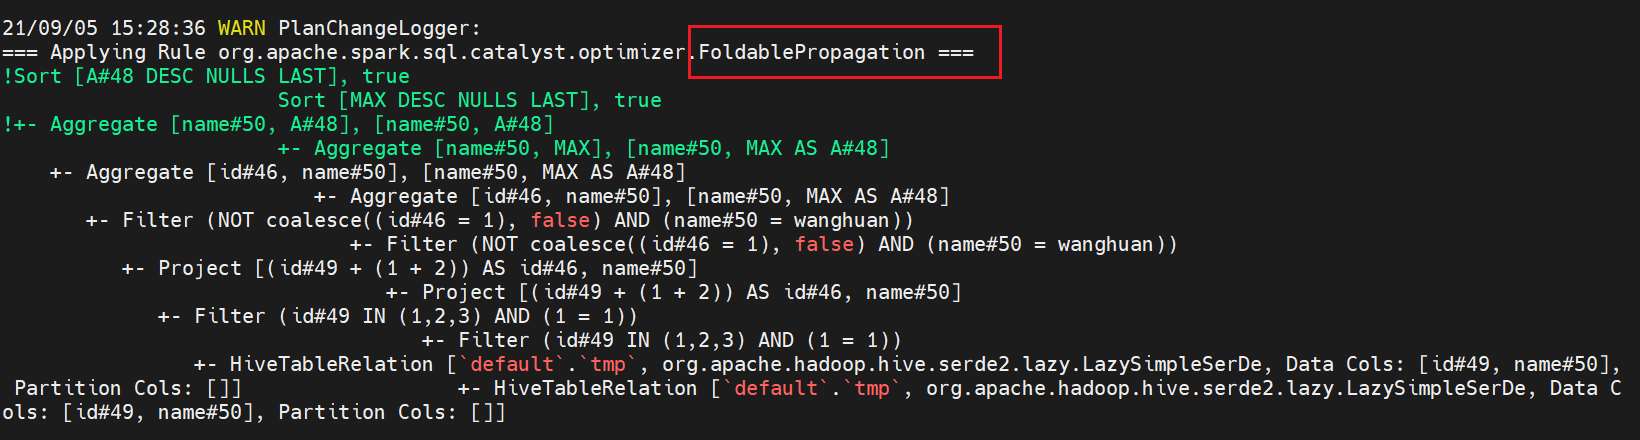 21/09/05 15:28:36 WARN PlanChangeLogger:
=== Applying Rule org.apache.spark.sql.catalyst.optimizer.FoldablePropagation ===
!Sort [A#48 DESC NULLS LAST], true
Sort [MAX DESC NULLS LAST], true
!+- Aggregate [name#50, A#48], [name#50, A#48]
+- Aggregate [name#50, MAX], [name#50, MAX AS A#48]
+- Aggregate [id#46, name#50], [name#50, MAX AS A#48]
+- Aggregate [id#46, name#50], [name#50, MAX AS A#48]
+- Filter (NOT coalesce((id#46 = 1), false) AND (name#50 = wanghuan))
+- Filter (NOT coalesce((id#46 = 1), false) AND (name#50 = wanghuan))
+- Project [(id#49 + (1 + 2)) AS id#46, name#50]
+- Project [(id#49 + (1 + 2)) AS id#46, name#50]
+- Filter (id#49 IN (1,2,3) AND (1 = 1))
+- Filter (id#49 IN (1,2,3) AND (1 = 1))
+- HiveTableRelation [`default`.`tmp`, org.apache.hadoop.hive.serde2.lazy.LazySimpleSerDe, Data Cols: [id#49, name#50],
Partition Cols: []] +- HiveTableRelation [`default`.`tmp`, org.apache.hadoop.hive.serde2.lazy.LazySimpleSerDe, Data C
ols: [id#49, name#50], Partition Cols: []]